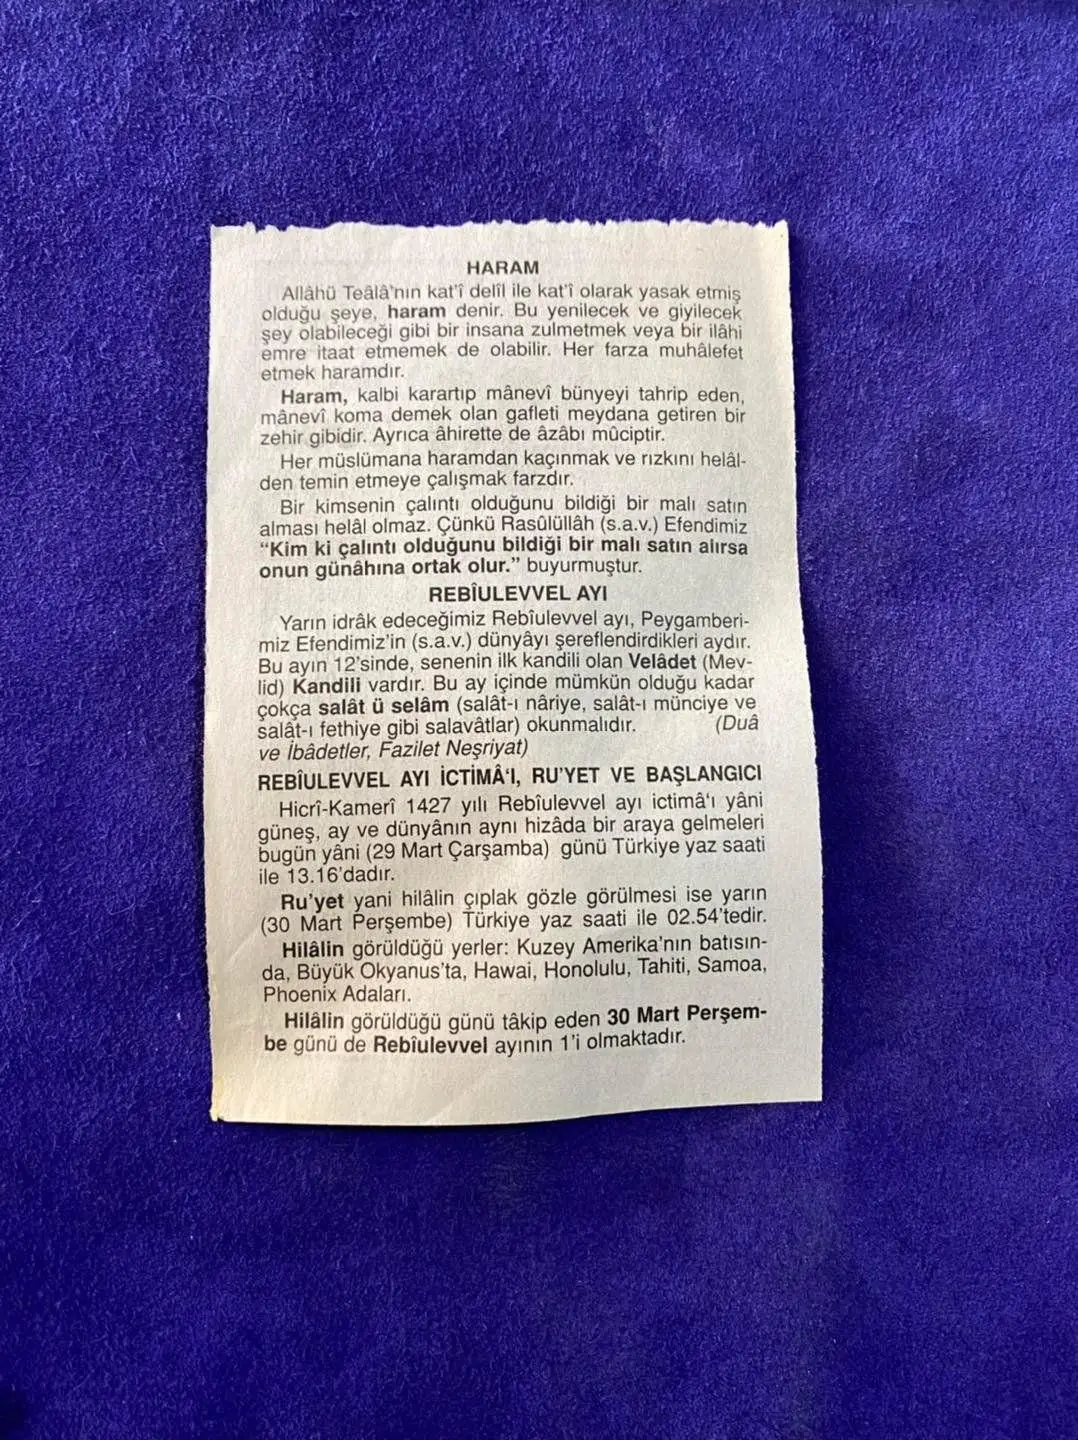 HARAM
Allâhü Teâlâ'nın kat'î delîl ile kat'î olarak yasak etmiş
olduğu şeye, haram denir. Bu yenilecek ve giyilecek
şey olabileceği gibi bir insana zulmetmek veya bir ilâhi
emre itaat etmemek de olabilir. Her farza muhâlefet
etmek haramdır.
Haram, kalbi karartıp mânevî bünyeyi tahrip eden,
mânevî koma demek olan gafleti meydana getiren bir
zehir gibidir. Ayrıca âhirette de âzâbı mûciptir.
Her müslümana haramdan kaçınmak ve rızkını helâl-
den temin etmeye çalışmak farzdır.
Bir kimsenin çalıntı olduğunu bildiği bir malı satın
alması helâl olmaz. Çünkü Rasûlüllâh (s.a.v.) Efendimiz
"Kim ki çalıntı olduğunu bildiği bir malı satın alırsa
onun günâhına ortak olur." buyurmuştur.
REBÎULEVVEL AYI
Yarın idrâk edeceğimiz Rebîulevvel ayı, Peygamberi-
miz Efendimiz'in (s.a.v.) dünyâyı şereflendirdikleri aydır.
Bu ayın 12'sinde, senenin ilk kandili olan Velâdet (Mev-
lid) Kandili vardır. Bu ay içinde mümkün olduğu kadar
çokça salât ü selâm (salât-ı nâriye, salât-ı münciye ve
salât-ı fethiye gibi salavâtlar) okunmalıdır. (Duâ
ve İbâdetler, Fazilet Neşriyat)
REBÎULEVVEL AYI İCTİMÂ'I, RU'YET VE BAŞLANGICI
Hicrî-Kamerî 1427 yılı Rebîulevvel ayı ictimâ'ı yâni
güneş, ay ve dünyânın aynı hizâda bir araya gelmeleri
bugün yâni (29 Mart Çarşamba) günü Türkiye yaz saati
ile 13.16'dadır.
Ru'yet yani hilâlin çıplak gözle görülmesi ise yarın
(30 Mart Perşembe) Türkiye yaz saati ile 02.54'tedir.
Hilâlin görüldüğü yerler: Kuzey Amerika'nın batısın-
da, Büyük Okyanus'ta, Hawai, Honolulu, Tahiti, Samoa,
Phoenix Adaları.
Hilâlin görüldüğü günü tâkip eden 30 Mart Perşem-
be günü de Rebîulevvel ayının 1'i olmaktadır.